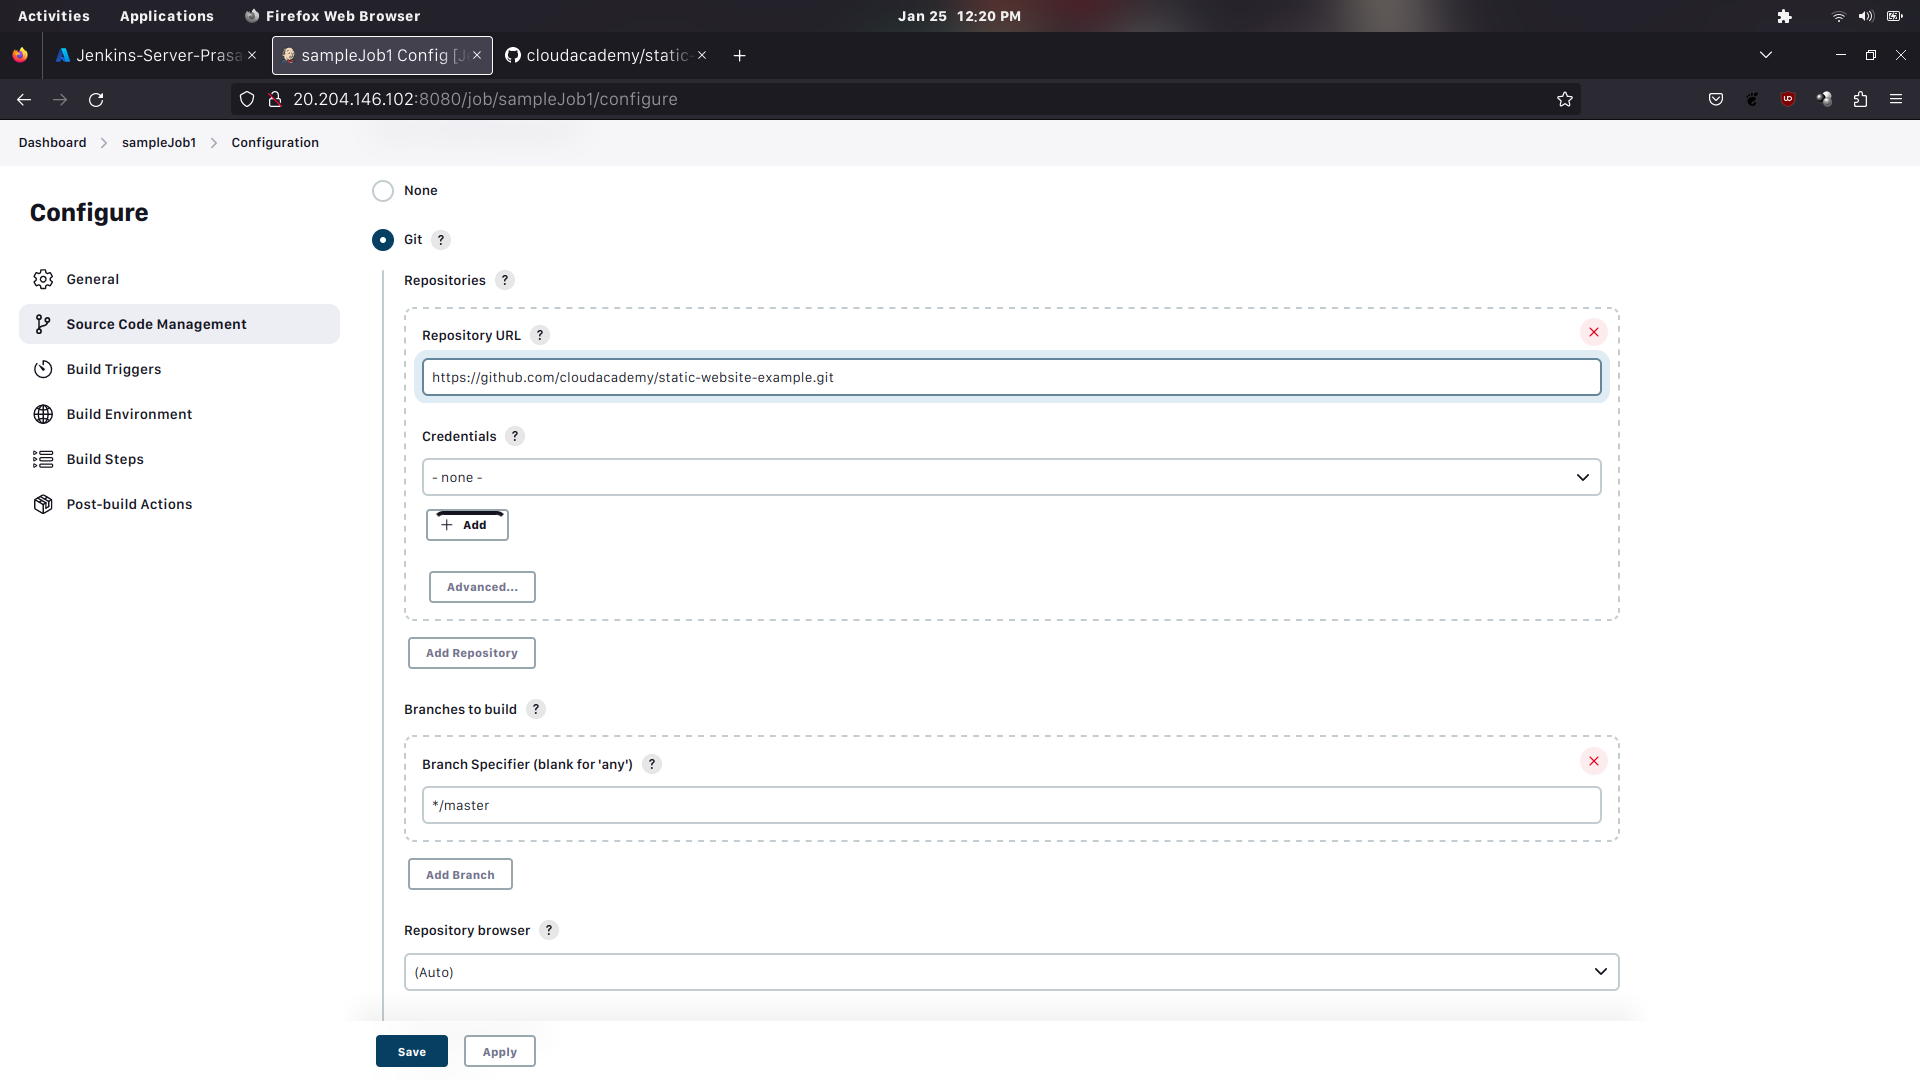 Activities Applications Firefox Web Browser Jan 25 12:20 PM
Jenkins-Server-Prasa sampleJob1 Config [J cloudacademy/static-
20.204.146.102:8080/job/sampleJob1/configure
Dashboard sampleJob1 Configuration
Configure
General
Source Code Management
Build Triggers
Build Environment
Build Steps
Post-build Actions
None
Git ?
Repositories ?
Repository URL ?
https://github.com/cloudacademy/static-website-example.git
Credentials ?
- none -
+ Add
Advanced...
Add Repository
Branches to build ?
Branch Specifier (blank for 'any') ?
*/master
Add Branch
Repository browser ?
(Auto)
Save Apply